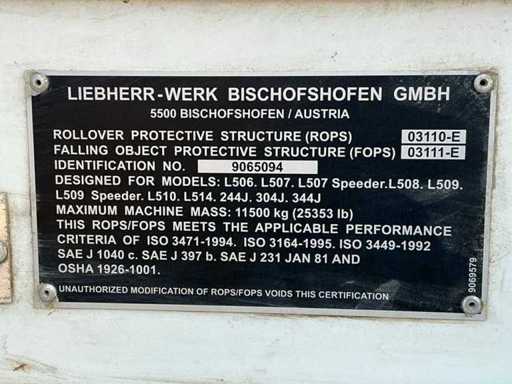 LIEBHERR-WERK BISCHOFSHOFEN GMBH
5500 BISCHOFSHOFEN / AUSTRIA
ROLLOVER PROTECTIVE STRUCTURE (ROPS) 03110-E
FALLING OBJECT PROTECTIVE STRUCTURE (FOPS) 03111-E
IDENTIFICATION NO. 9065094
DESIGNED FOR MODELS: L506. L507. L507 Speeder.L508. L509.
L509 Speeder. L510. L514. 244J. 304J. 344J
MAXIMUM MACHINE MASS: 11500 kg (25353 lb)
THIS ROPS/FOPS MEETS THE APPLICABLE PERFORMANCE
CRITERIA OF ISO 3471-1994. ISO 3164-1995. ISO 3449-1992
SAE J 1040 c. SAE J 397 b. SAE J 231 JAN 81 AND
OSHA 1926-1001.
UNAUTHORIZED MODIFICATION OF ROPS/FOPS VOIDS THIS CERTIFICATION
9069579